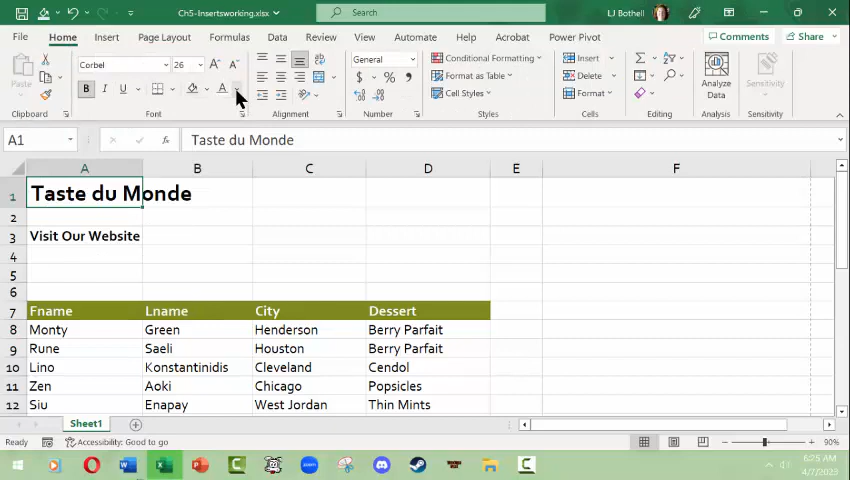 Ch5-Insertsworking.xlsx
Search
LJ Bothell
File Home Insert Page Layout Formulas Data Review View Automate Help Acrobat Power Pivot
Comments Share
Paste
Clipboard
Corbel 26 A A
B I U A
Font
ab
Alignment
General
$ % 9
Number
Conditional Formatting
Format as Table
Cell Styles
Styles
Insert
Delete
Format
Cells
Editing
Analyze
Data
Analysis
Sensitivity
Sensitivity
A1 fx Taste du Monde
A B C D E F
1 Taste du Monde
2
3 Visit Our Website
4
5
6
7 Fname Lname City Dessert
8 Monty Green Henderson Berry Parfait
9 Rune Saeli Houston Berry Parfait
10 Lino Konstantinidis Cleveland Cendol
11 Zen Aoki Chicago Popsicles
12 Siu Enapay West Jordan Thin Mints
Sheet1
Ready Accessibility: Good to go 90%
6:25 AM
4/7/2023